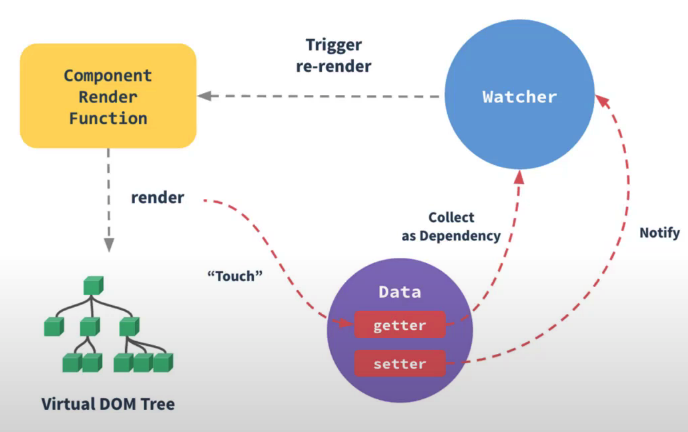 Trigger
re-render
Component
Render
Function
Watcher
render
Collect
as Dependency
Notify
“Touch”
Data
getter
setter
Virtual DOM Tree